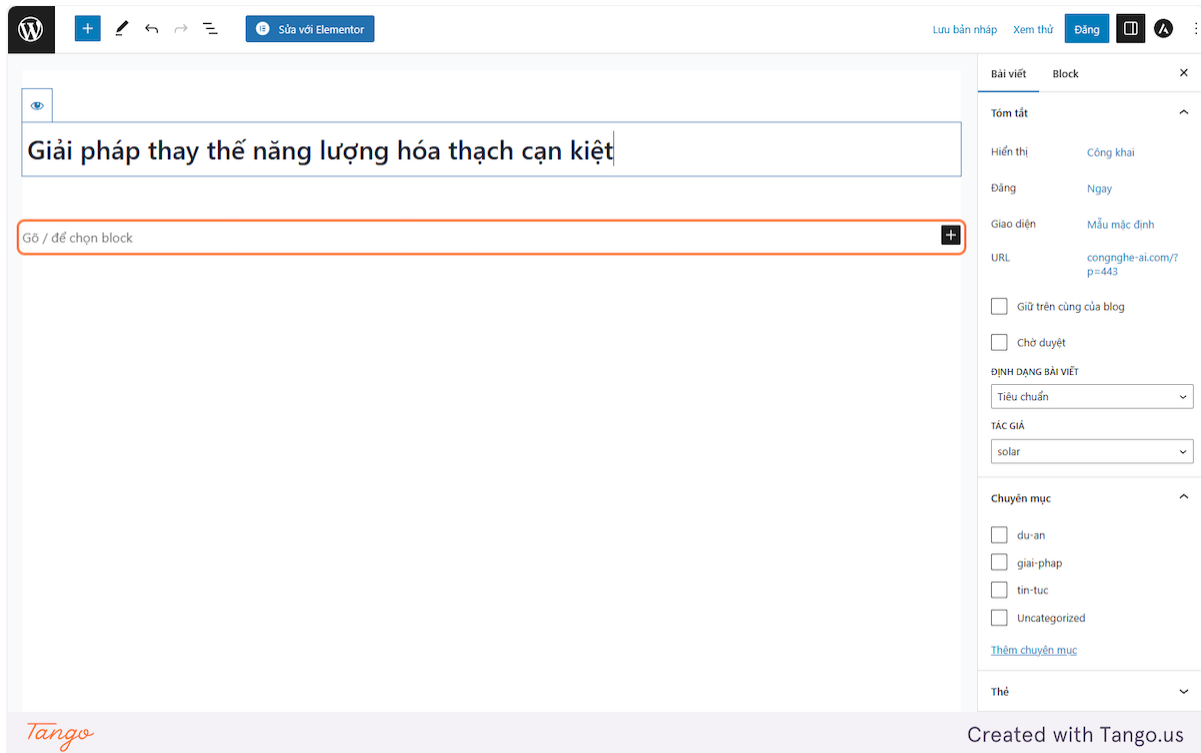 Sửa với Elementor
Lưu bản nháp
Xem thử
Đăng
Giải pháp thay thế năng lượng hóa thạch cạn kiệt
Gõ / để chọn block
Bài viết
Block
Tóm tắt
Hiển thị
Công khai
Đăng
Ngay
Giao diện
Mẫu mặc định
URL
congnghe-ai.com/?
p=443
Giữ trên cùng của blog
Chờ duyệt
ĐỊNH DẠNG BÀI VIẾT
Tiêu chuẩn
TÁC GIẢ
solar
Chuyên mục
du-an
giai-phap
tin-tuc
Uncategorized
Thêm chuyên mục
Thẻ
Tango
Created with Tango.us